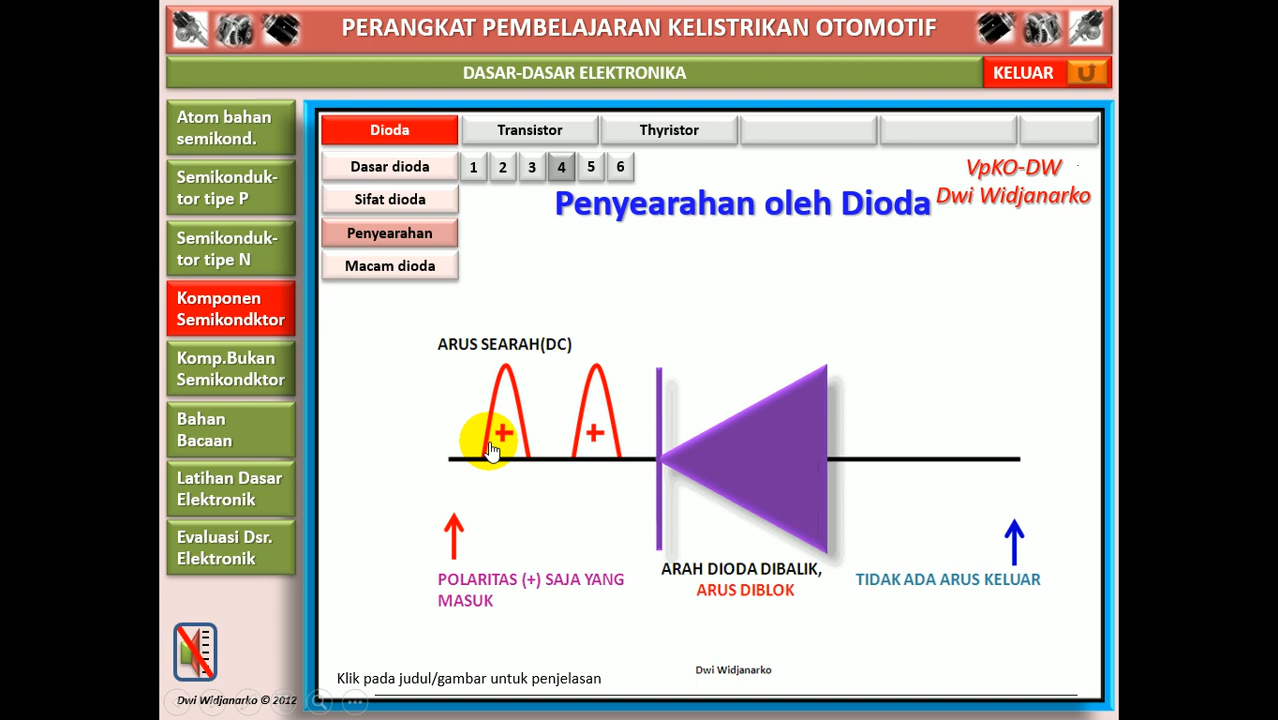 PERANGKAT PEMBELAJARAN KELISTRIKAN OTOMOTIF
DASAR-DASAR ELEKTRONIKA
KELUAR
Atom bahan
semikond.
Semikonduk-
tor tipe P
Semikonduk-
tor tipe N
Komponen
Semikondktor
Komp.Bukan
Semikondktor
Bahan
Bacaan
Latihan Dasar
Elektronik
Evaluasi Dsr.
Elektronik
Dwi Widjanarko © 2012
Dioda
Transistor
Thyristor
Dasar dioda
1 2 3 4 5 6
Sifat dioda
Penyearahan
Macam dioda
VpKO-DW
Dwi Widjanarko
Penyearahan oleh Dioda
ARUS SEARAH(DC)
+ +
POLARITAS (+) SAJA YANG
MASUK
ARAH DIODA DIBALIK,
ARUS DIBLOK
TIDAK ADA ARUS KELUAR
Dwi Widjanarko
Klik pada judul/gambar untuk penjelasan